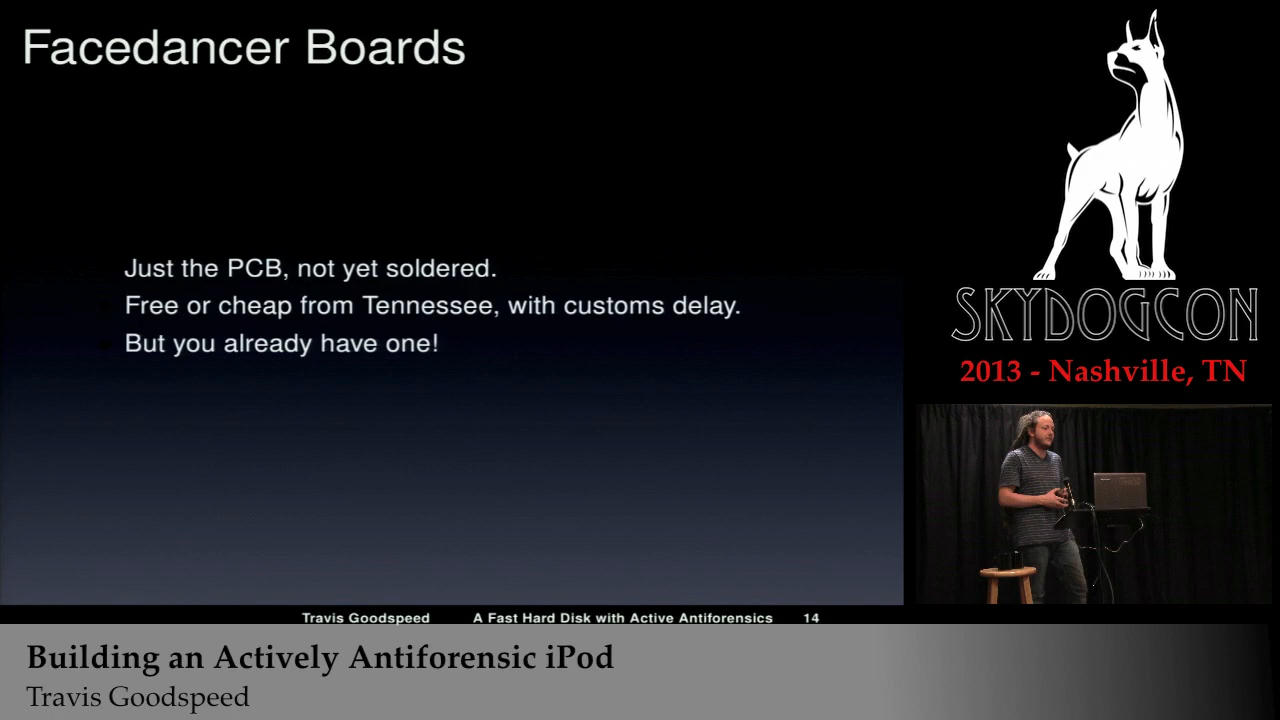 Facedancer Boards
Just the PCB, not yet soldered.
Free or cheap from Tennessee, with customs delay.
But you already have one!
Travis Goodspeed A Fast Hard Disk with Active Antiforensics 14
SKYDOGCON
2013 - Nashville, TN
Building an Actively Antiforensic iPod
Travis Goodspeed